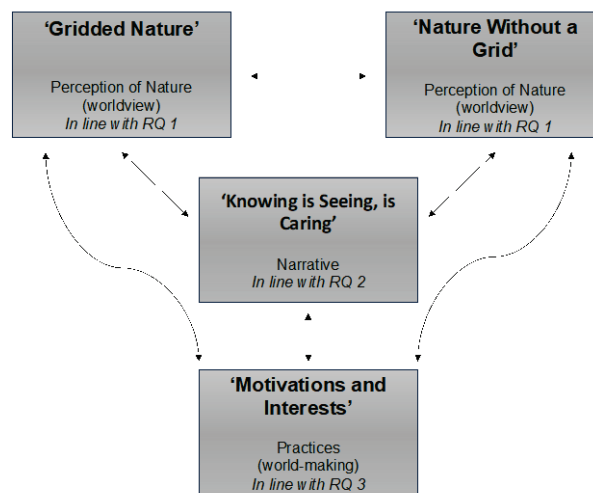 ‘Gridded Nature’
Perception of Nature
(worldview)
In line with RQ 1
‘Nature Without a
Grid’
Perception of Nature
(worldview)
In line with RQ 1
‘Knowing is Seeing, is
Caring’
Narrative
In line with RQ 2
‘Motivations and
Interests’
Practices
(world-making)
In line with RQ 3